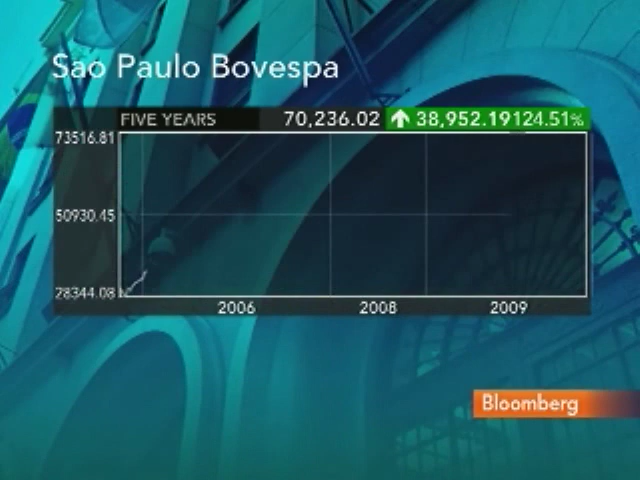 Sao Paulo Bovespa
FIVE YEARS 70,236.02 38,952.19124.51%
73516.81
50930.45
28344.08
2006 2008 2009
Bloomberg